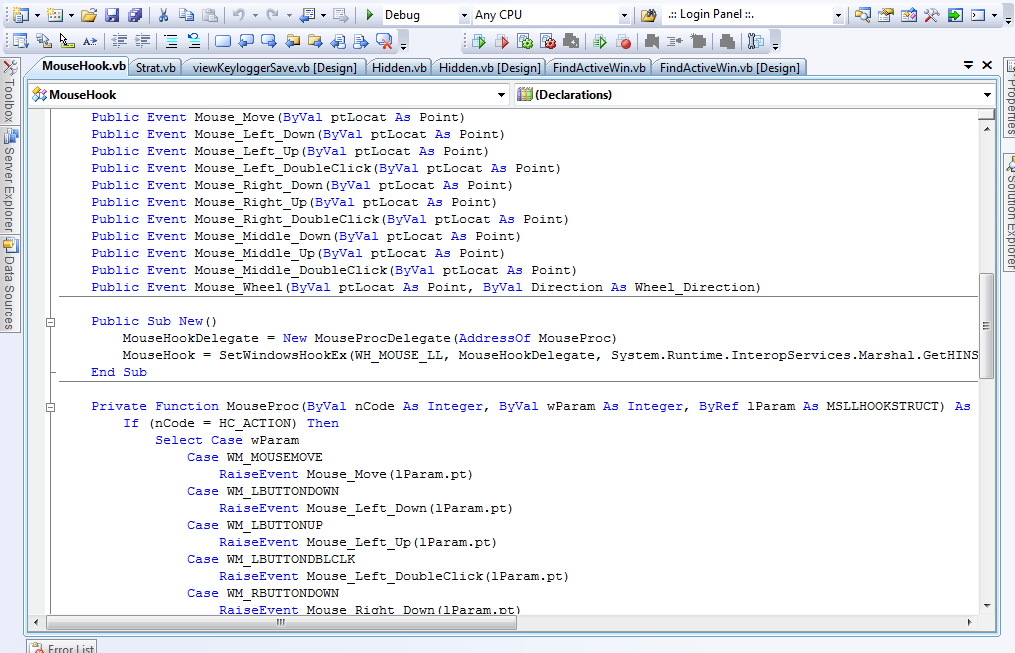 Debug Any CPU .:: Login Panel ::.
MouseHook.vb Strat.vb viewKeyloggerSave.vb [Design] Hidden.vb Hidden.vb [Design] FindActiveWin.vb FindActiveWin.vb [Design]
MouseHook (Declarations)
Toolbox
Server Explorer
Data Sources
Public Event Mouse_Move(ByVal ptLocat As Point)
Public Event Mouse_Left_Down(ByVal ptLocat As Point)
Public Event Mouse_Left_Up(ByVal ptLocat As Point)
Public Event Mouse_Left_DoubleClick(ByVal ptLocat As Point)
Public Event Mouse_Right_Down(ByVal ptLocat As Point)
Public Event Mouse_Right_Up(ByVal ptLocat As Point)
Public Event Mouse_Right_DoubleClick(ByVal ptLocat As Point)
Public Event Mouse_Middle_Down(ByVal ptLocat As Point)
Public Event Mouse_Middle_Up(ByVal ptLocat As Point)
Public Event Mouse_Middle_DoubleClick(ByVal ptLocat As Point)
Public Event Mouse_Wheel(ByVal ptLocat As Point, ByVal Direction As Wheel_Direction)
Public Sub New()
MouseHookDelegate = New MouseProcDelegate(AddressOf MouseProc)
MouseHook = SetWindowsHookEx(WH_MOUSE_LL, MouseHookDelegate, System.Runtime.InteropServices.Marshal.GetHINS
End Sub
Private Function MouseProc(ByVal nCode As Integer, ByVal wParam As Integer, ByRef lParam As MSLLHOOKSTRUCT) As
If (nCode = HC_ACTION) Then
Select Case wParam
Case WM_MOUSEMOVE
RaiseEvent Mouse_Move(lParam.pt)
Case WM_LBUTTONDOWN
RaiseEvent Mouse_Left_Down(lParam.pt)
Case WM_LBUTTONUP
RaiseEvent Mouse_Left_Up(lParam.pt)
Case WM_LBUTTONDBLCLK
RaiseEvent Mouse_Left_DoubleClick(lParam.pt)
Case WM_RBUTTONDOWN
RaiseEvent Mouse_Right_Down(lParam.pt)
Properties
Solution Explorer
Error List